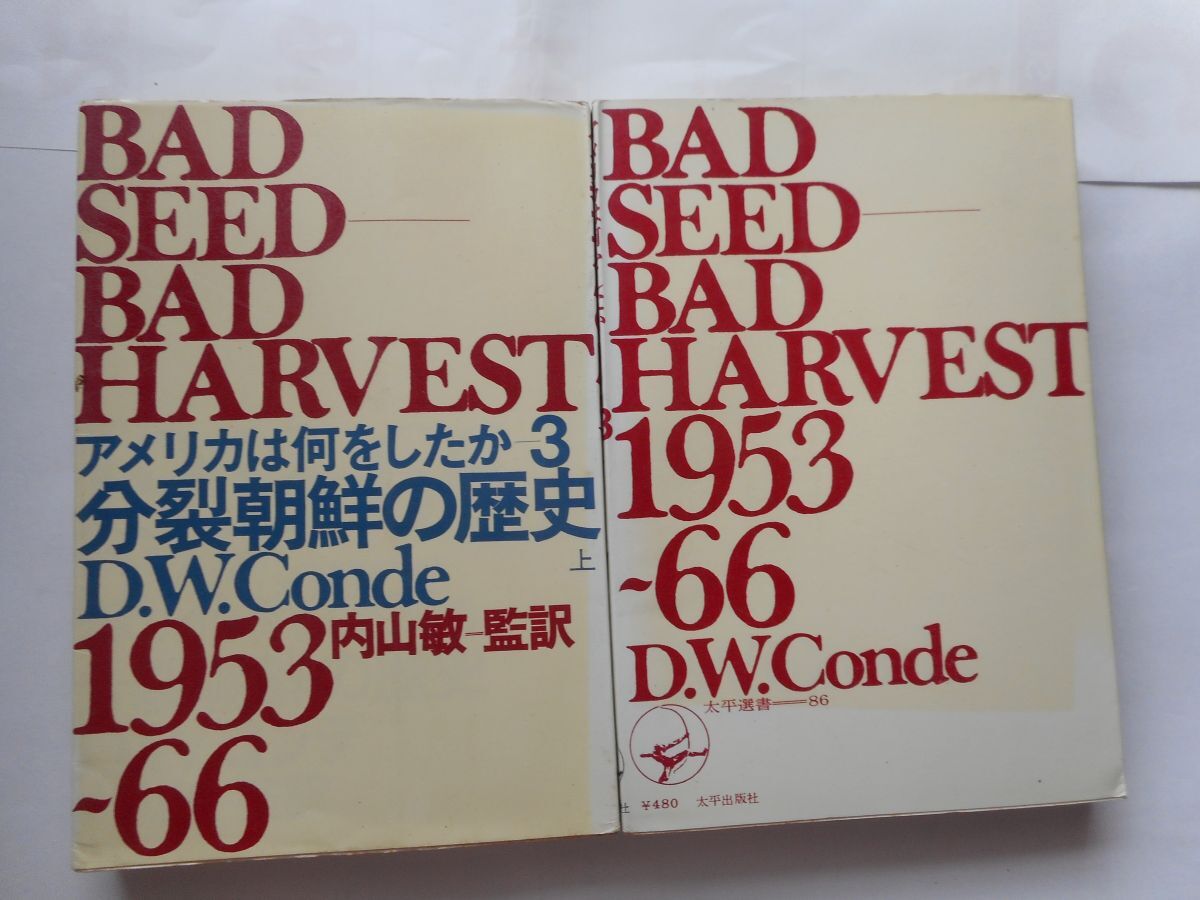 BAD
SEED
BAD
HARVEST
アメリカは何をしたか—3
分裂朝鮮の歴史
上
D.W.Conde
1953
内山敏=監訳
~66
BAD
SEED
BAD
HARVEST
3
1953
~66
D.W.Conde
太平選書==86
社
¥480 太平出版社